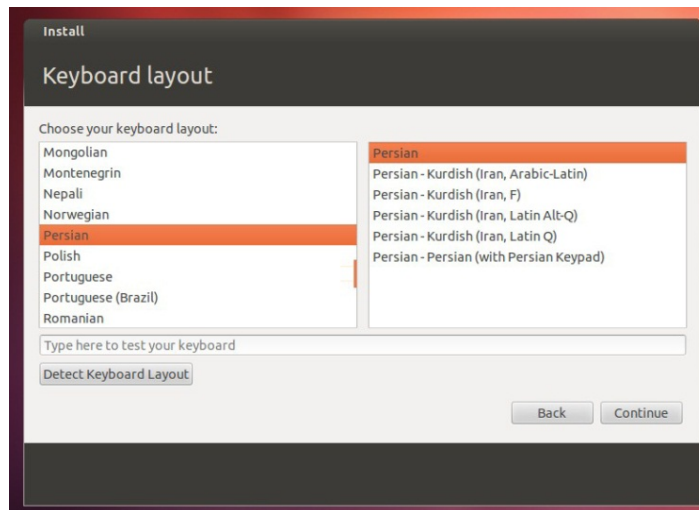 Install
Keyboard layout
Choose your keyboard layout:
Mongolian
Montenegrin
Nepali
Norwegian
Persian
Polish
Portuguese
Portuguese (Brazil)
Romanian
Persian
Persian - Kurdish (Iran, Arabic-Latin)
Persian - Kurdish (Iran, F)
Persian - Kurdish (Iran, Latin Alt-Q)
Persian - Kurdish (Iran, Latin Q)
Persian - Persian (with Persian Keypad)
Type here to test your keyboard
Detect Keyboard Layout
Back
Continue